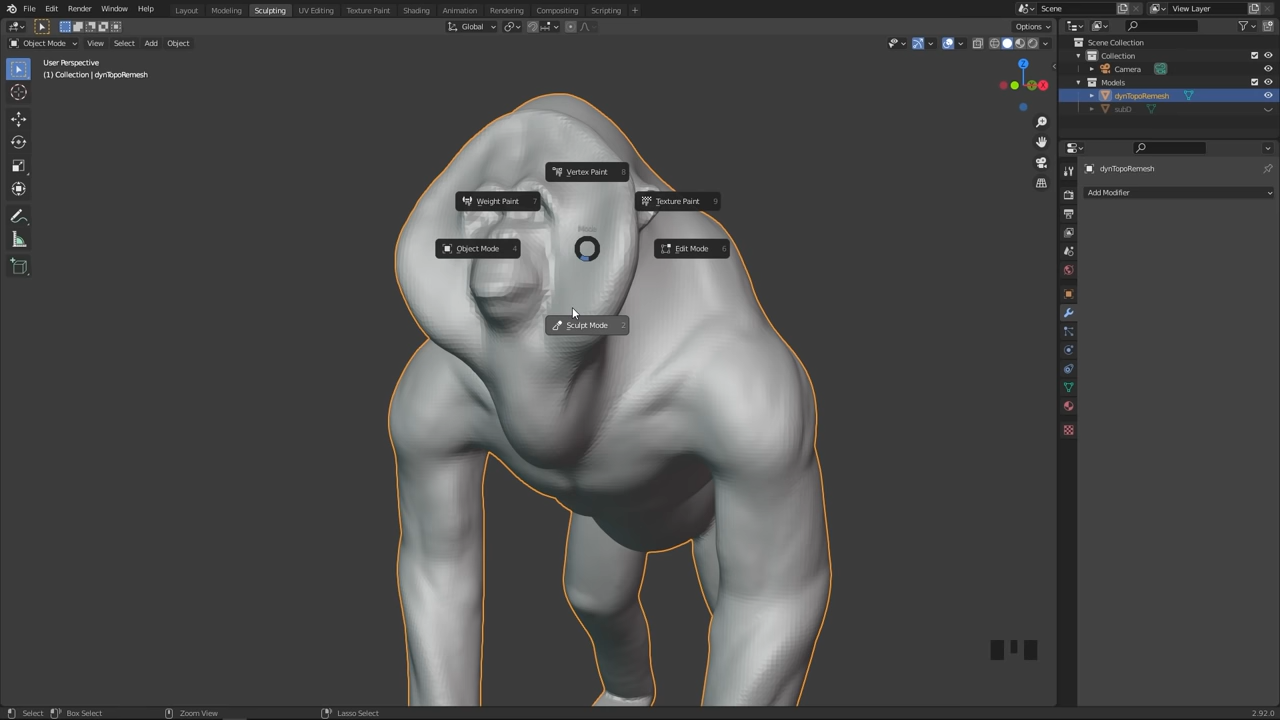 File Edit Render Window Help
Layout Modeling Sculpting UV Editing Texture Paint Shading Animation Rendering Compositing Scripting +
Scene
View Layer
Global
Options
Object Mode View Select Add Object
User Perspective
(1) Collection | dynTopoRemesh
Z
Y
X
Scene Collection
Collection
Camera
Models
dynTopoRemesh
subD
dynTopoRemesh
Add Modifier
Vertex Paint 8
Weight Paint 7
Texture Paint 9
Mode
Object Mode 4
Edit Mode 6
Sculpt Mode 2
Select
Box Select
Zoom View
Lasso Select
2.92.0